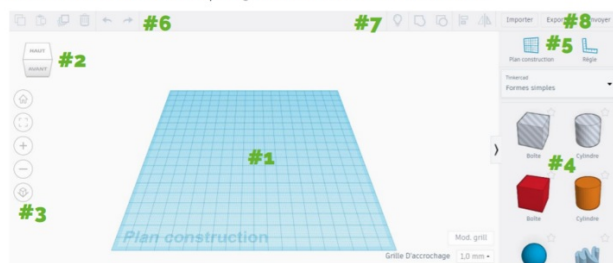 #6
#7
Importer Expo #8 nvoyer
HAUT
AVANT
#2
#5
Plan construction Règle
Tinkercad
Formes simples
#1
Boîte Cylindre
#4
Boîte Cylindre
#3
Plan construction
Mod. grill
Grille D'accrochage 1,0 mm